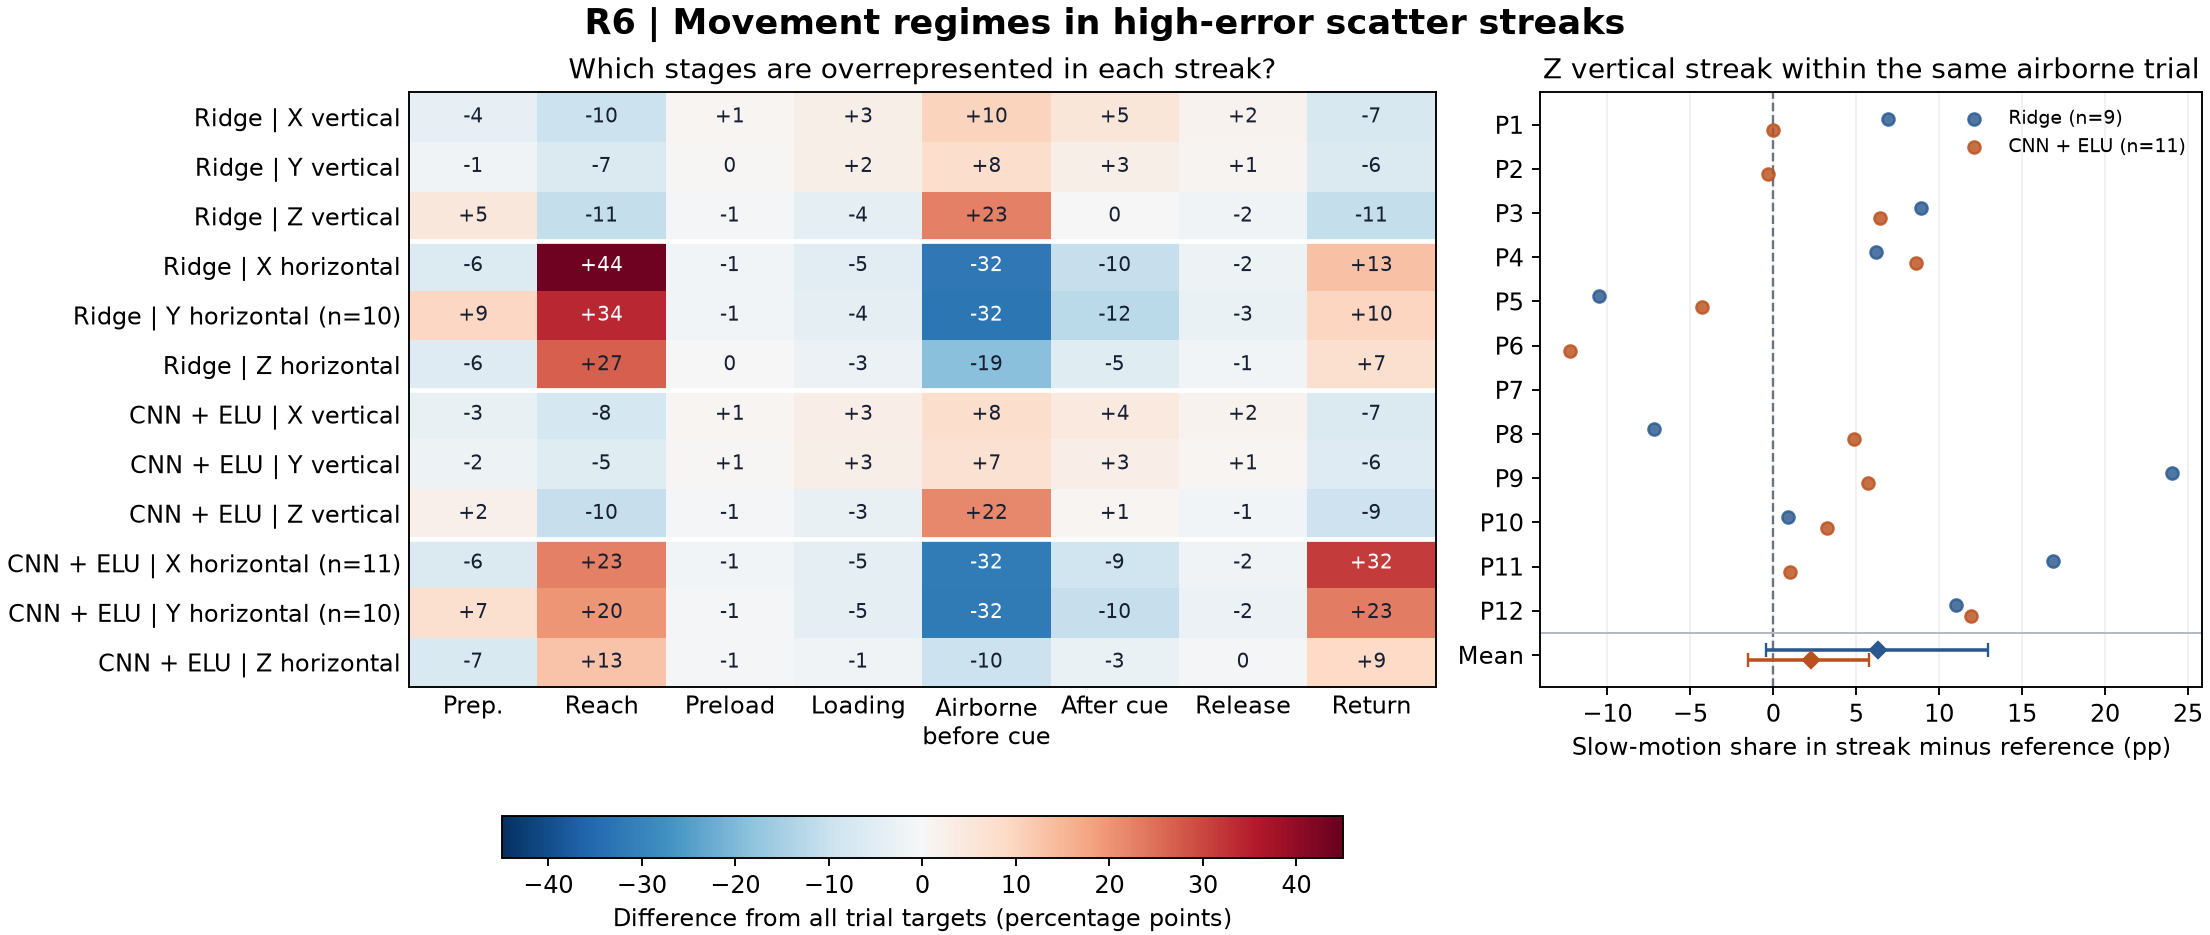 R6 | Movement regimes in high-error scatter streaks
Which stages are overrepresented in each streak?
Ridge | X vertical -4 -10 +1 +3 +10 +5 +2 -7
Ridge | Y vertical -1 -7 0 +2 +8 +3 +1 -6
Ridge | Z vertical +5 -11 -1 -4 +23 0 -2 -11
Ridge | X horizontal -6 +44 -1 -5 -32 -10 -2 +13
Ridge | Y horizontal (n=10) +9 +34 -1 -4 -32 -12 -3 +10
Ridge | Z horizontal -6 +27 0 -3 -19 -5 -1 +7
CNN + ELU | X vertical -3 -8 +1 +3 +8 +4 +2 -7
CNN + ELU | Y vertical -2 -5 +1 +3 +7 +3 +1 -6
CNN + ELU | Z vertical +2 -10 -1 -3 +22 +1 -1 -9
CNN + ELU | X horizontal (n=11) -6 +23 -1 -5 -32 -9 -2 +32
CNN + ELU | Y horizontal (n=10) +7 +20 -1 -5 -32 -10 -2 +23
CNN + ELU | Z horizontal -7 +13 -1 -1 -10 -3 0 +9
Prep. Reach Preload Loading Airborne After cue Release Return
before cue
−40 −30 −20 −10 0 10 20 30 40
Difference from all trial targets (percentage points)
Z vertical streak within the same airborne trial
Ridge (n=9)
CNN + ELU (n=11)
P1
P2
P3
P4
P5
P6
P7
P8
P9
P10
P11
P12
Mean
−10 −5 0 5 10 15 20 25
Slow-motion share in streak minus reference (pp)